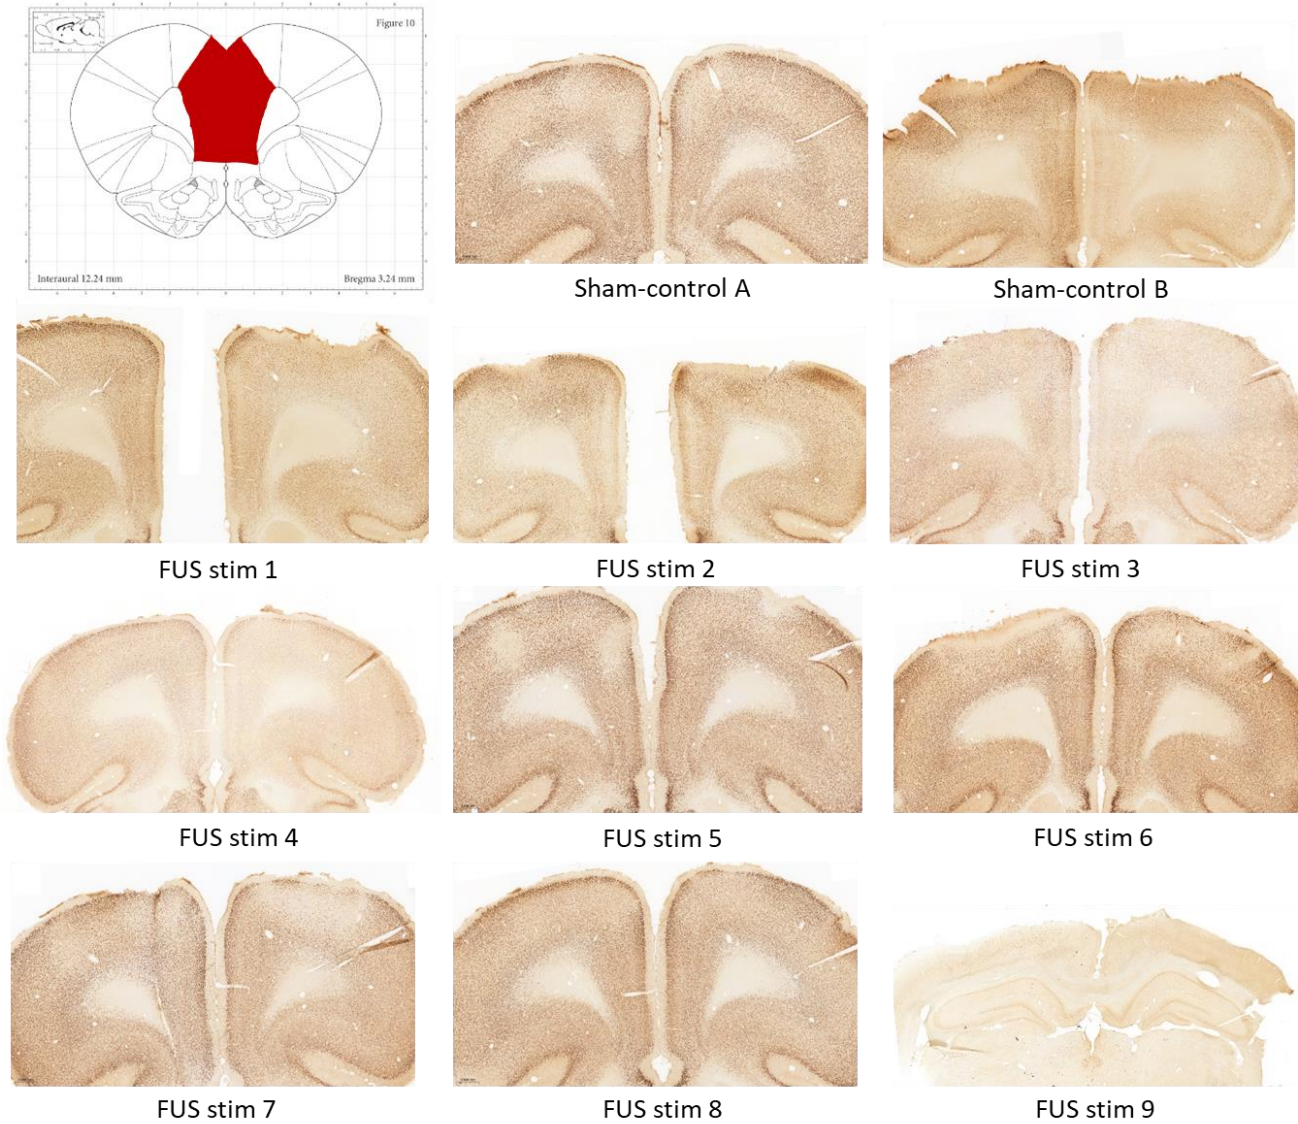 Figure 10
Interaural 12.24 mm
Bregma 3.24 mm
Sham-control A
Sham-control B
FUS stim 1
FUS stim 2
FUS stim 3
FUS stim 4
FUS stim 5
FUS stim 6
FUS stim 7
FUS stim 8
FUS stim 9